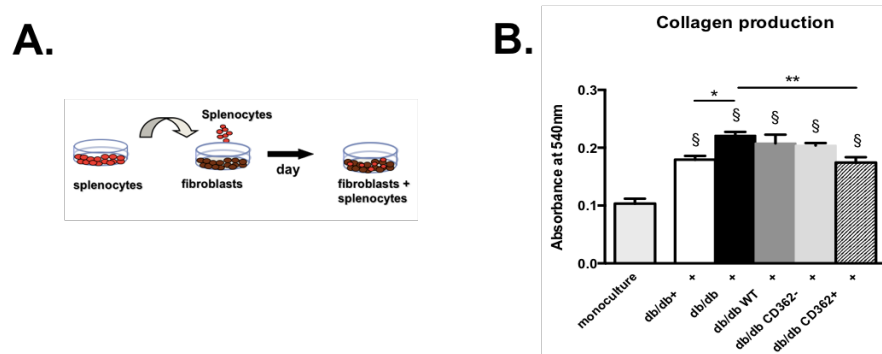 A.
Splenocytes
splenocytes
fibroblasts
day
fibroblasts +
splenocytes
B.
Collagen production
Absorbance at 540nm
0.3
0.2
0.1
0.0
*
**
§
§
§
§
§
monoculture
db/db+ +
db/db +
db/db WT +
db/db CD362- +
db/db CD362+ +